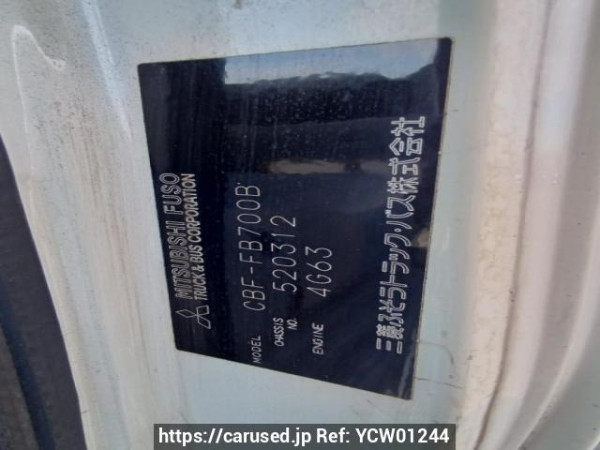 MITSUBISHI FUSO
TRUCK & BUS CORPORATION
MODEL CBF-FB700B
CHASSIS NO. 520312
ENGINE 4G63
三菱ふそうトラック・バス株式会社
https://carused.jp Ref: YCW01244